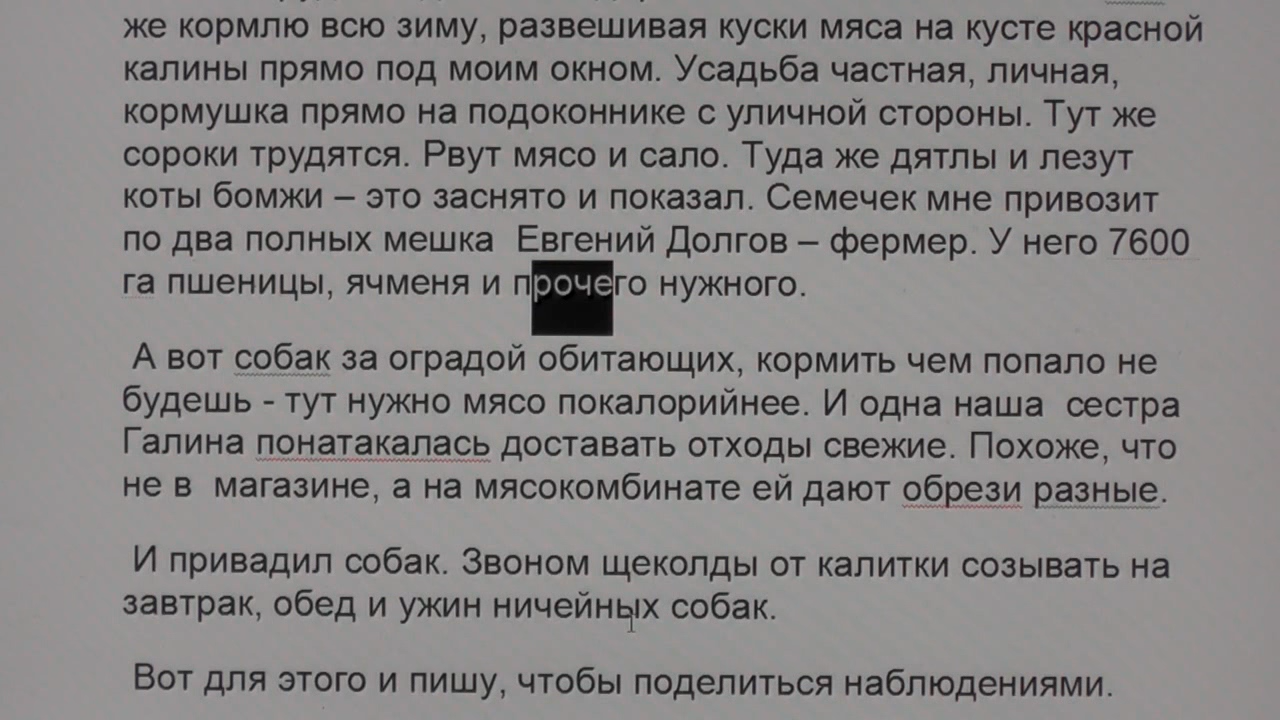 же кормлю всю зиму, развешивая куски мяса на кусте красной
калины прямо под моим окном. Усадьба частная, личная,
кормушка прямо на подоконнике с уличной стороны. Тут же
сороки трудятся. Рвут мясо и сало. Туда же дятлы и лезут
коты бомжи – это заснято и показал. Семечек мне привозит
по два полных мешка  Евгений Долгов – фермер. У него 7600
га пшеницы, ячменя и прочего нужного.
А вот собак за оградой обитающих, кормить чем попало не
будешь - тут нужно мясо покалорийнее. И одна наша  сестра
Галина понатакалась доставать отходы свежие. Похоже, что
не в  магазине, а на мясокомбинате ей дают обрези разные.
И привадил собак. Звоном щеколды от калитки созывать на
завтрак, обед и ужин ничейных собак.
Вот для этого и пишу, чтобы поделиться наблюдениями.